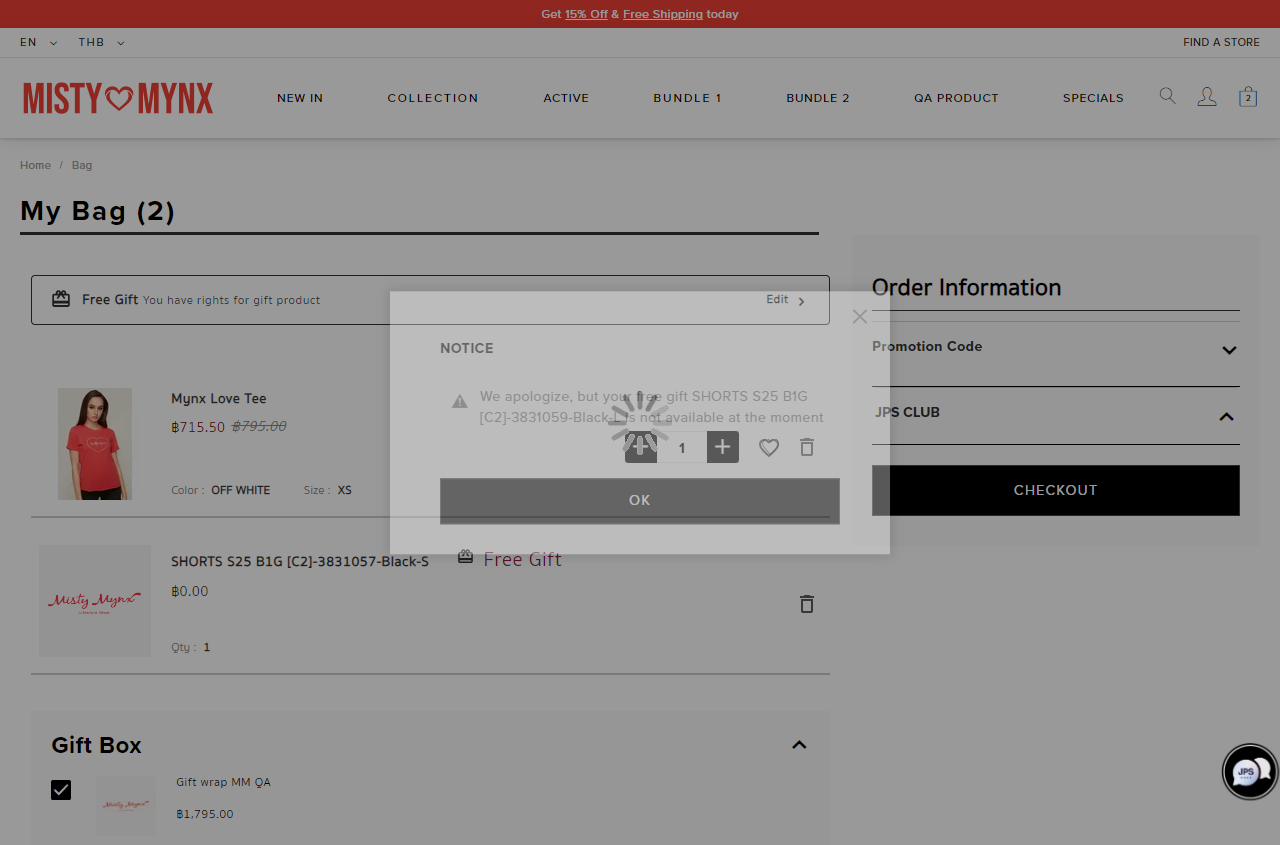 Get 15% Off & Free Shipping today
EN THB FIND A STORE
MISTY MYNX NEW IN COLLECTION ACTIVE BUNDLE 1 BUNDLE 2 QA PRODUCT SPECIALS 2
Home / Bag
My Bag (2)
Free Gift You have rights for gift product Edit
Order Information
NOTICE
Promotion Code
We apologize, but your free gift SHORTS S25 B1G
[C2]-3831059-Black-L is not available at the moment
Mynx Love Tee
฿715.50 ฿795.00
1
JPS CLUB
Color : OFF WHITE Size : XS
OK
CHECKOUT
SHORTS S25 B1G [C2]-3831057-Black-S Free Gift
฿0.00
Misty Mynx
Qty : 1
Gift Box
Gift wrap MM QA
Misty Mynx
฿1,795.00
JPS